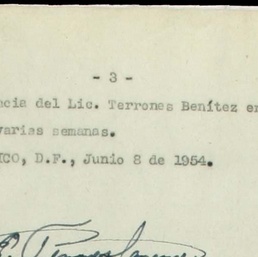 - 3 -
ncia del Lic. Terrones Benítez en
varias semanas.
ICO, D.F., Junio 8 de 1954.